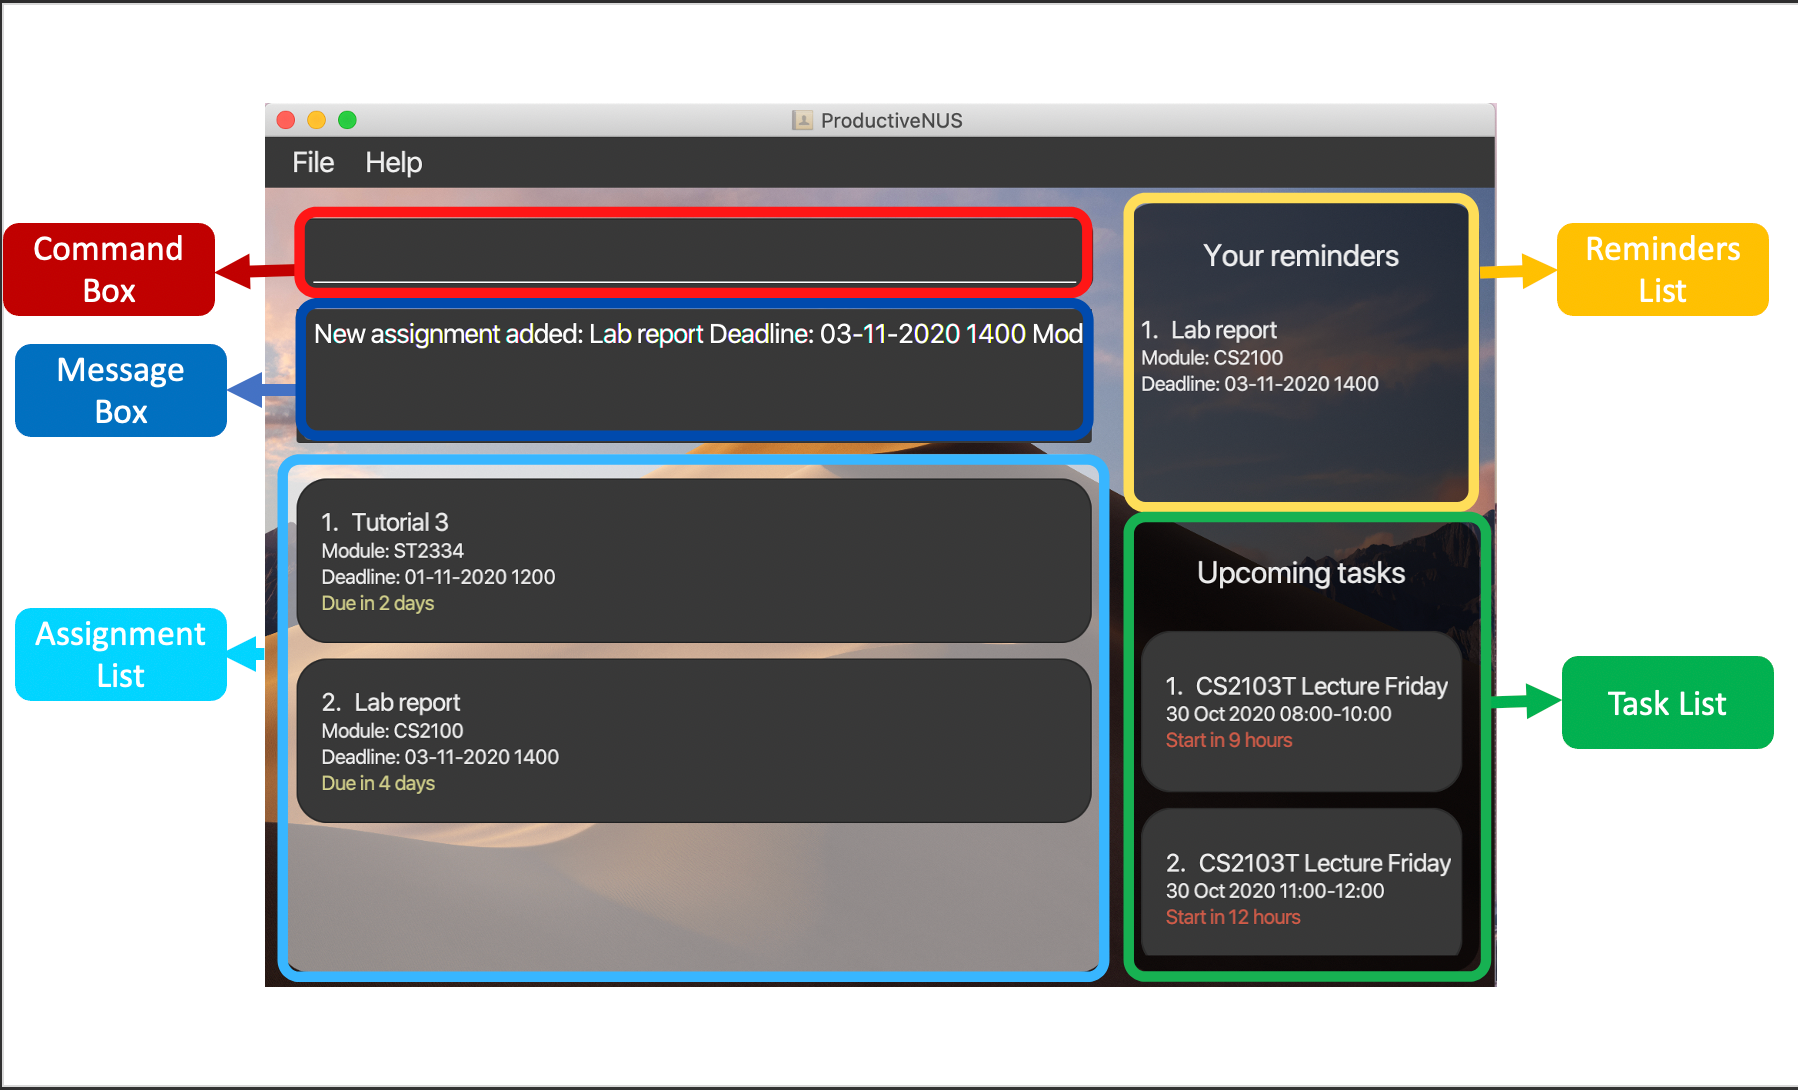 ProductiveNUS
File Help
Command
Box
Message
Box
Assignment
List
New assignment added: Lab report Deadline: 03-11-2020 1400 Mod
1. Tutorial 3
Module: ST2334
Deadline: 01-11-2020 1200
Due in 2 days
2. Lab report
Module: CS2100
Deadline: 03-11-2020 1400
Due in 4 days
Your reminders
1. Lab report
Module: CS2100
Deadline: 03-11-2020 1400
Upcoming tasks
1. CS2103T Lecture Friday
30 Oct 2020 08:00-10:00
Start in 9 hours
2. CS2103T Lecture Friday
30 Oct 2020 11:00-12:00
Start in 12 hours
Reminders
List
Task List